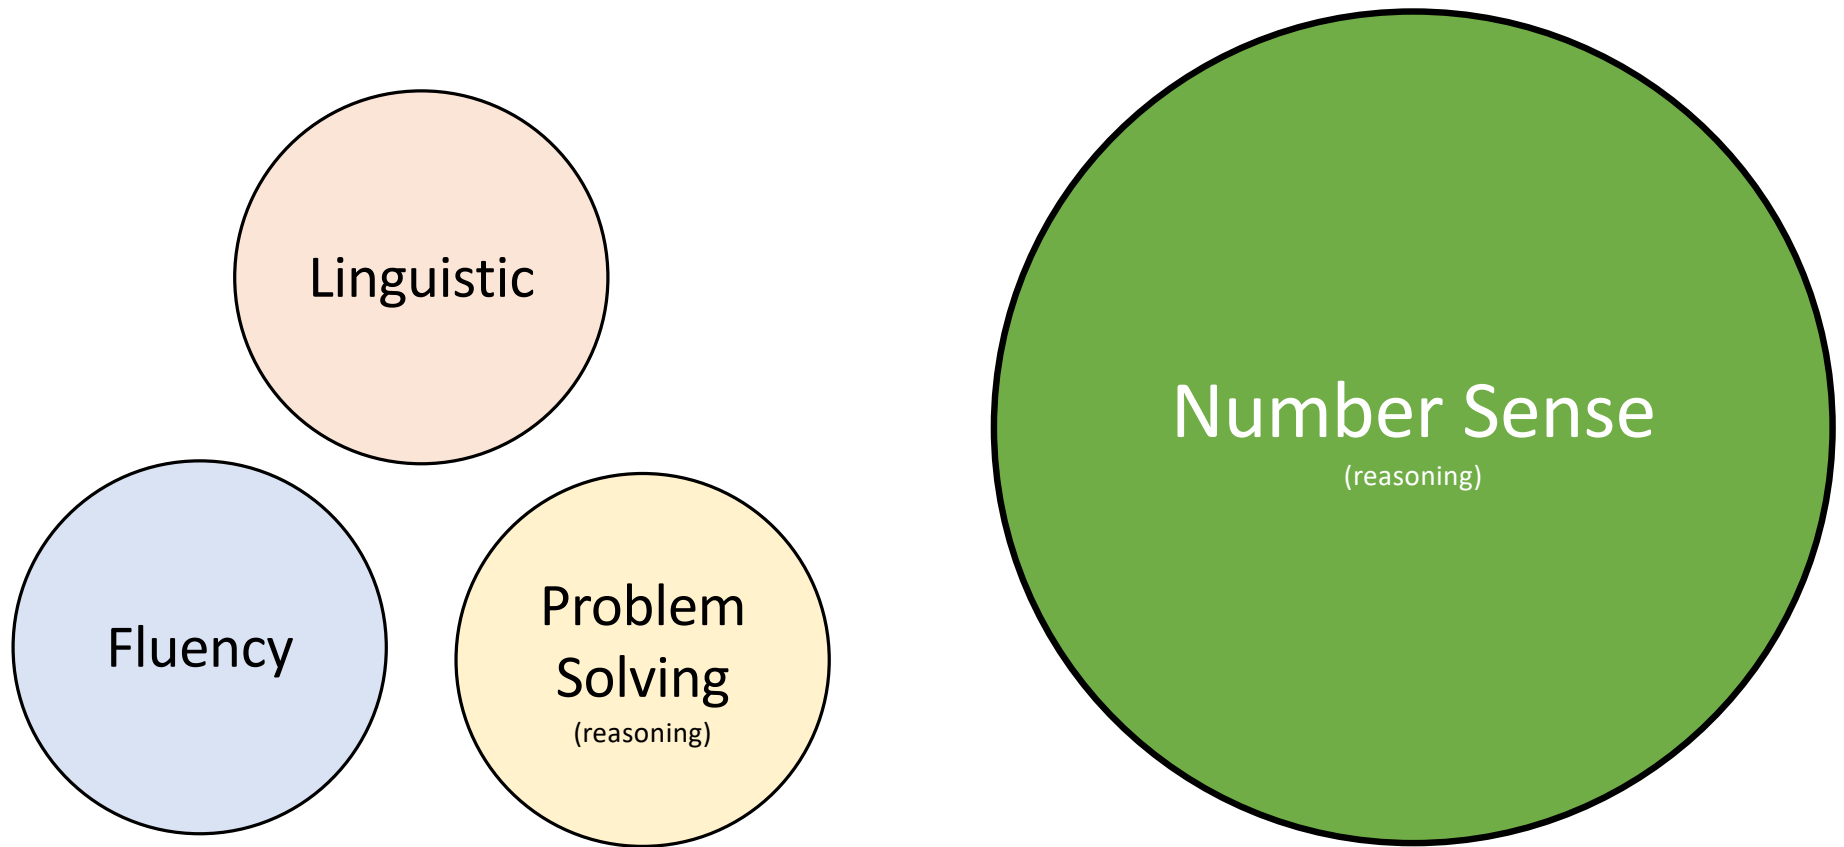 Linguistic
Fluency
Problem
Solving
(reasoning)
Number Sense
(reasoning)